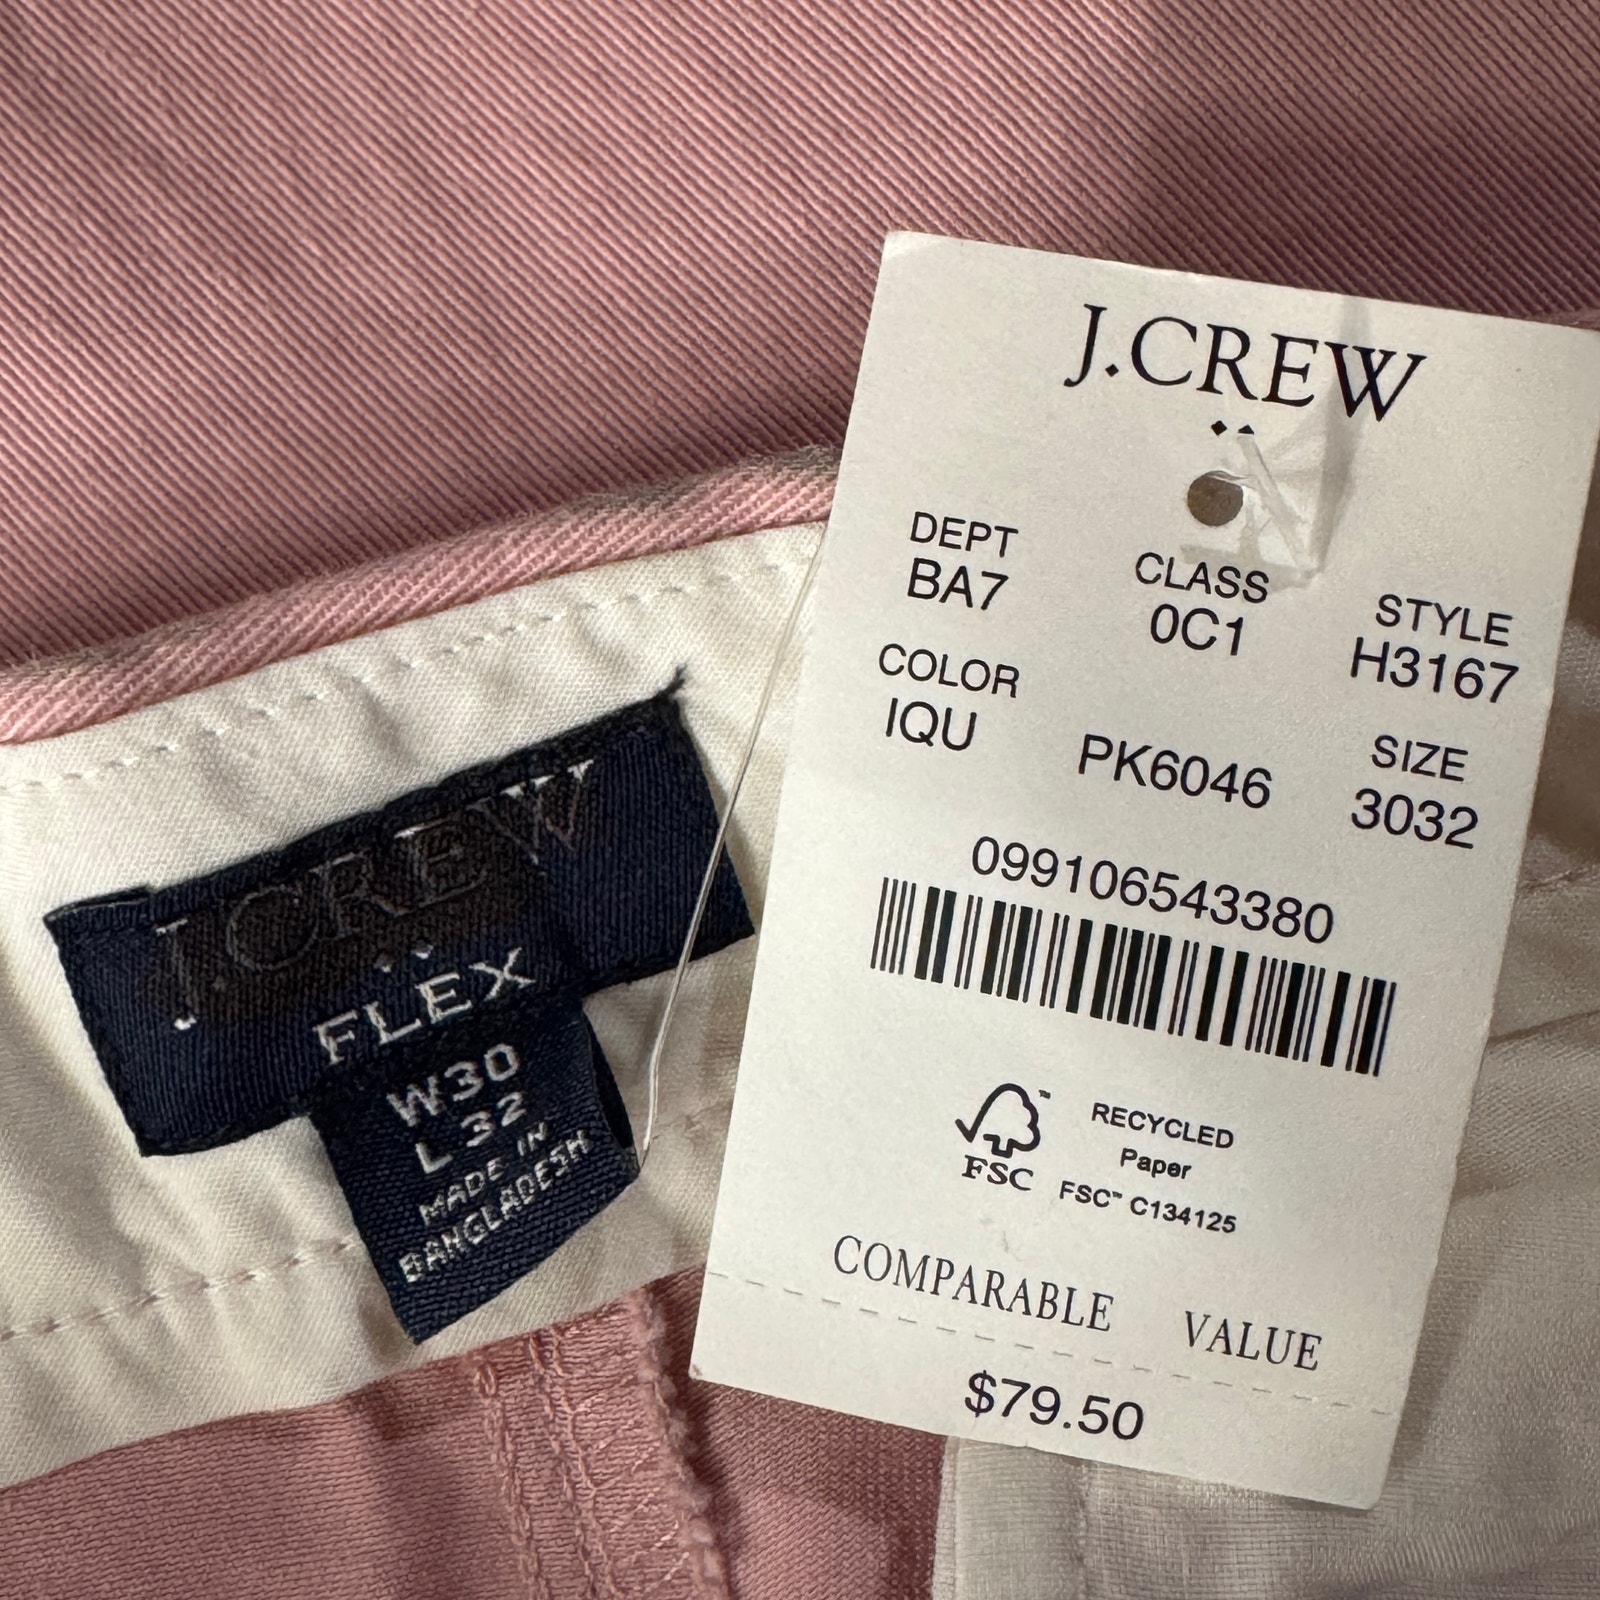 J.CREW
DEPT CLASS STYLE
BA7 0C1 H3167
COLOR SIZE
IQU PK6046 3032
099106543380
FSC
RECYCLED
Paper
FSC™ C134125
COMPARABLE VALUE
$79.50
J.CREW
FLEX
W30
L 32
MADE IN
BANGLADESH